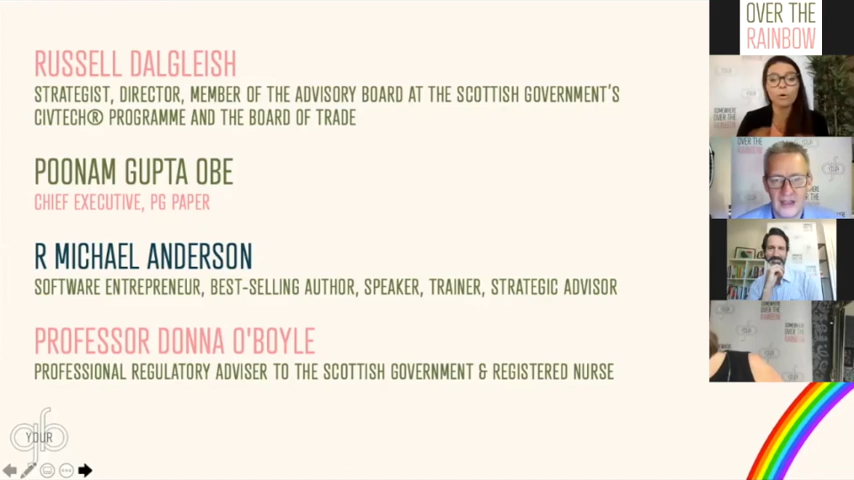 RUSSELL DALGLEISH
STRATEGIST, DIRECTOR, MEMBER OF THE ADVISORY BOARD AT THE SCOTTISH GOVERNMENT'S
CIVTECH® PROGRAMME AND THE BOARD OF TRADE
POONAM GUPTA OBE
CHIEF EXECUTIVE, PG PAPER
R MICHAEL ANDERSON
SOFTWARE ENTREPRENEUR, BEST-SELLING AUTHOR, SPEAKER, TRAINER, STRATEGIC ADVISOR
PROFESSOR DONNA O'BOYLE
PROFESSIONAL REGULATORY ADVISER TO THE SCOTTISH GOVERNMENT & REGISTERED NURSE
YOUR
OVER THE
RAINBOW